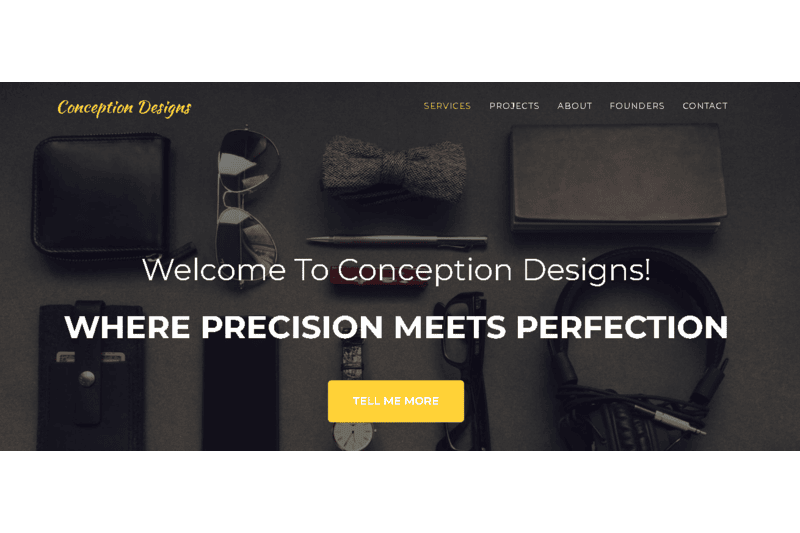 Conception Designs
SERVICES PROJECTS ABOUT FOUNDERS CONTACT
Welcome To Conception Designs!
WHERE PRECISION MEETS PERFECTION
TELL ME MORE